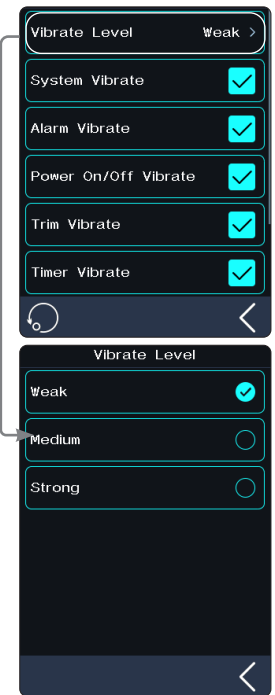 Vibrate Level Weak >
System Vibrate
Alarm Vibrate
Power On/Off Vibrate
Trim Vibrate
Timer Vibrate
Vibrate Level
Weak
Medium
Strong